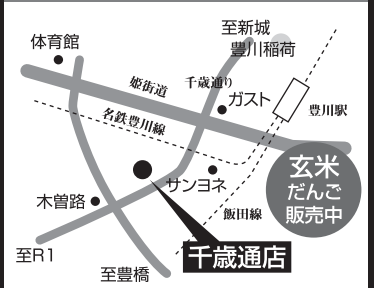 至新城
豊川稲荷
体育館
姫街道
千歳通り
ガスト
豊川駅
名鉄豊川線
玄米
だんご
販売中
サンヨネ
木曽路
飯田線
至R1
千歳通店
至豊橋